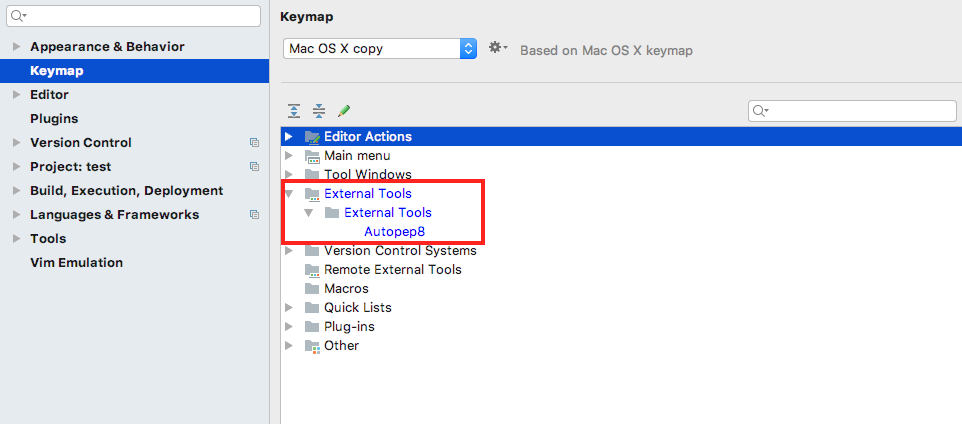 Appearance & Behavior
Keymap
Editor
Plugins
Version Control
Project: test
Build, Execution, Deployment
Languages & Frameworks
Tools
Vim Emulation
Keymap
Mac OS X copy
Based on Mac OS X keymap
Editor Actions
Main menu
Tool Windows
External Tools
External Tools
Autopep8
Version Control Systems
Remote External Tools
Macros
Quick Lists
Plug-ins
Other